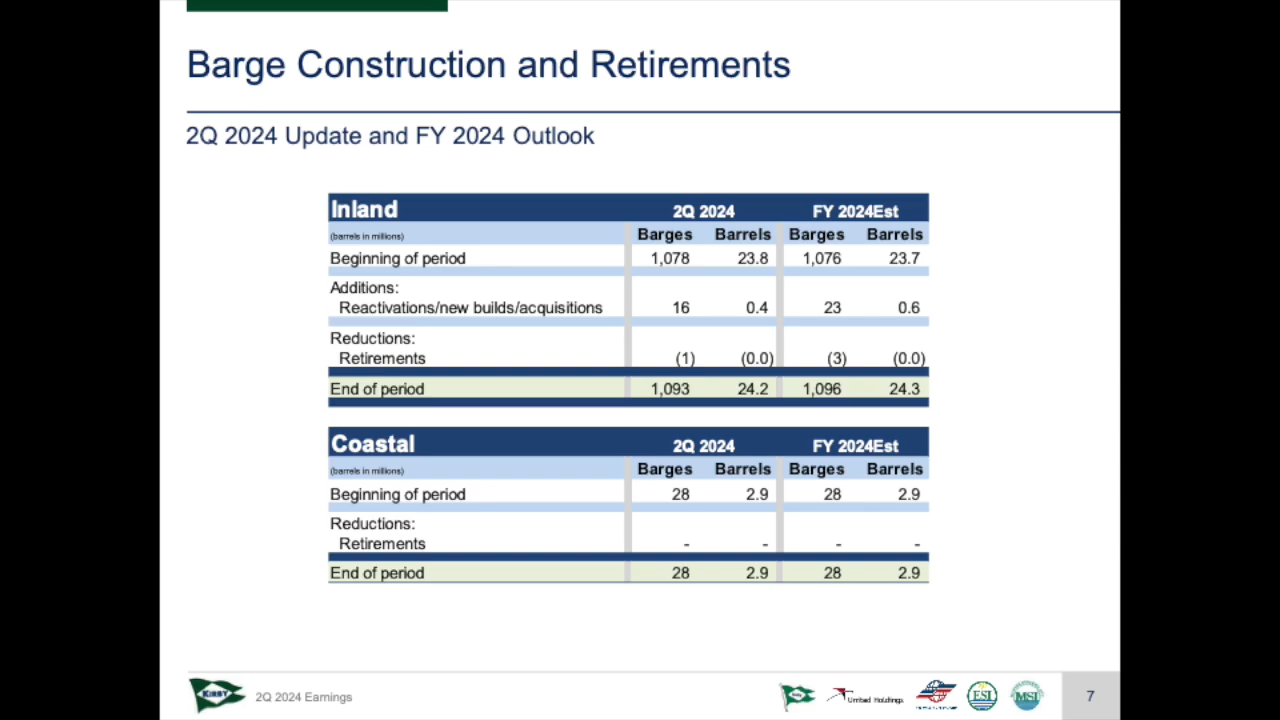 Barge Construction and Retirements
2Q 2024 Update and FY 2024 Outlook
Inland 2Q 2024 FY 2024Est
(barrels in millions) Barges Barrels Barges Barrels
Beginning of period 1,078 23.8 1,076 23.7
Additions:
Reactivations/new builds/acquisitions 16 0.4 23 0.6
Reductions:
Retirements (1) (0.0) (3) (0.0)
End of period 1,093 24.2 1,096 24.3
Coastal 2Q 2024 FY 2024Est
(barrels in millions) Barges Barrels Barges Barrels
Beginning of period 28 2.9 28 2.9
Reductions:
Retirements - - - -
End of period 28 2.9 28 2.9
KIRBY 2Q 2024 Earnings United Holdings ESI MSI 7